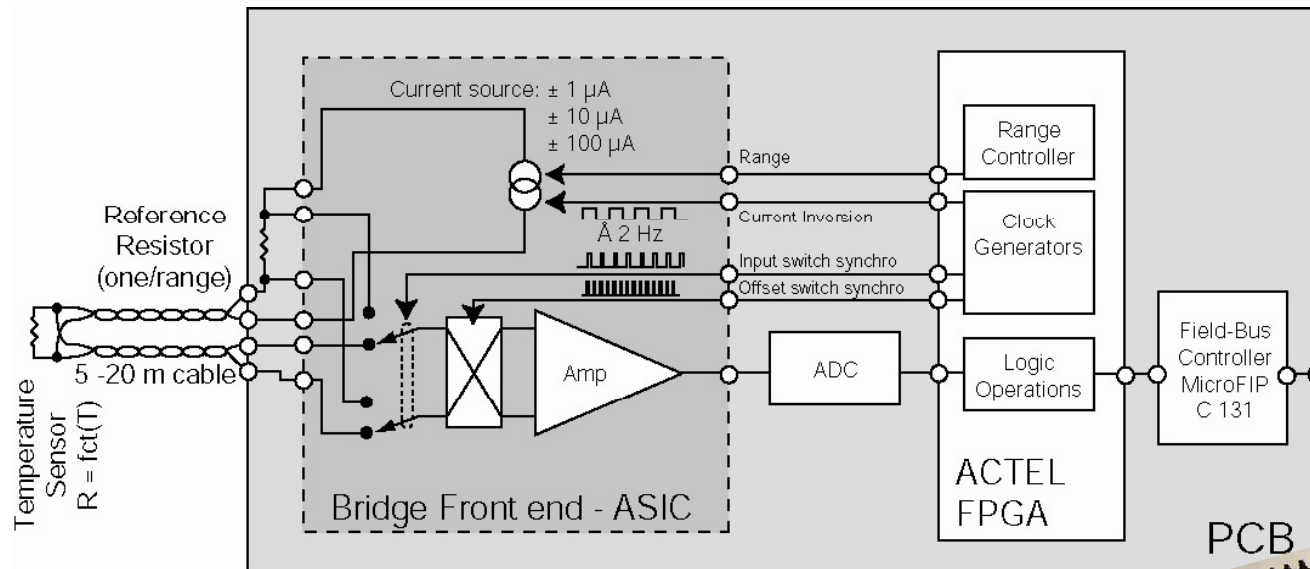 Current source: ± 1 µA
± 10 µA
± 100 µA
Range
Controller
Range
Reference
Resistor
(one/range)
Current Inversion
Å 2 Hz
Clock
Generators
Input switch synchro
Offset switch synchro
5 -20 m cable
Amp
ADC
Logic
Operations
Field-Bus
Controller
MicroFIP
C 131
Temperature
Sensor
R = fct(T)
Bridge Front end - ASIC
ACTEL
FPGA
PCB